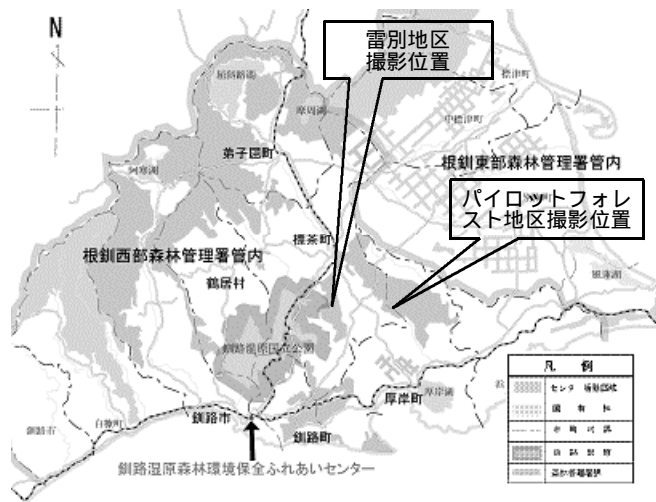 N
雷別地区
撮影位置
標津町
屈斜路湖
摩周湖
中標津町
弟子屈町
根釧東部森林管理署管内
阿寒湖
パイロットフォレ
スト地区撮影位置
標茶町
根釧西部森林管理署管内
鶴居村
風蓮湖
釧路湿原国立公園
凡 例
厚岸湖
厚岸町
白糠町
釧路市
釧路市
釧路町
釧路湿原森林環境保全ふれあいセンター